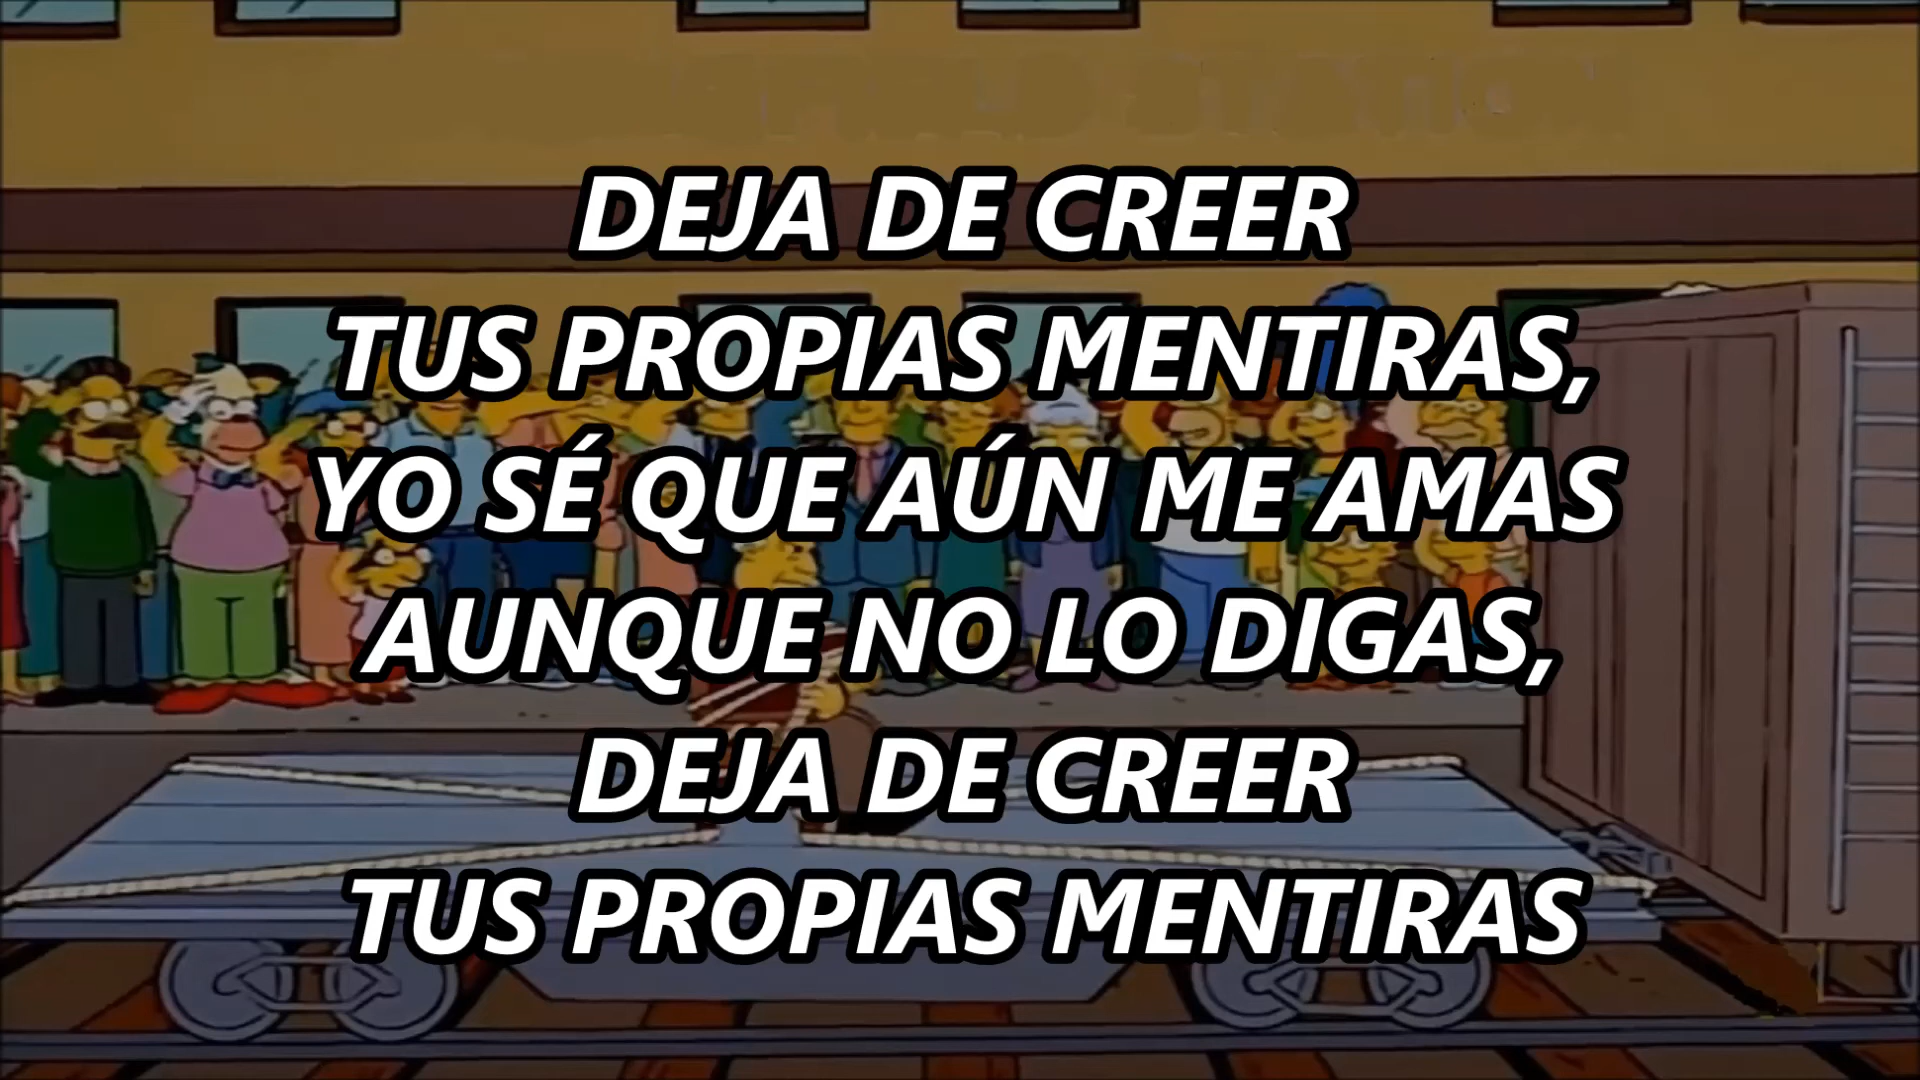 DEJA DE CREER
TUS PROPIAS MENTIRAS,
YO SÉ QUE AÚN ME AMAS
AUNQUE NO LO DIGAS,
DEJA DE CREER
TUS PROPIAS MENTIRAS